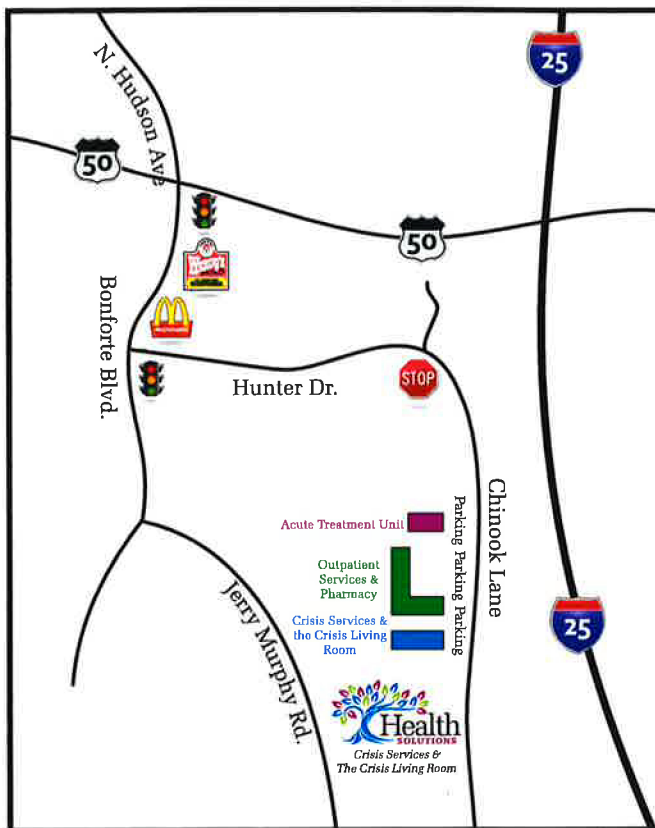 25
N. Hudson Ave
50
50
Wendy's
McDonald's
Bonforte Blvd.
Hunter Dr.
STOP
Chinook Lane
Parking Parking Parking
Acute Treatment Unit
Outpatient
Services &
Pharmacy
Crisis Services &
the Crisis Living
Room
Jerry Murphy Rd.
25
Health
SOLUTIONS
Crisis Services &
The Crisis Living Room